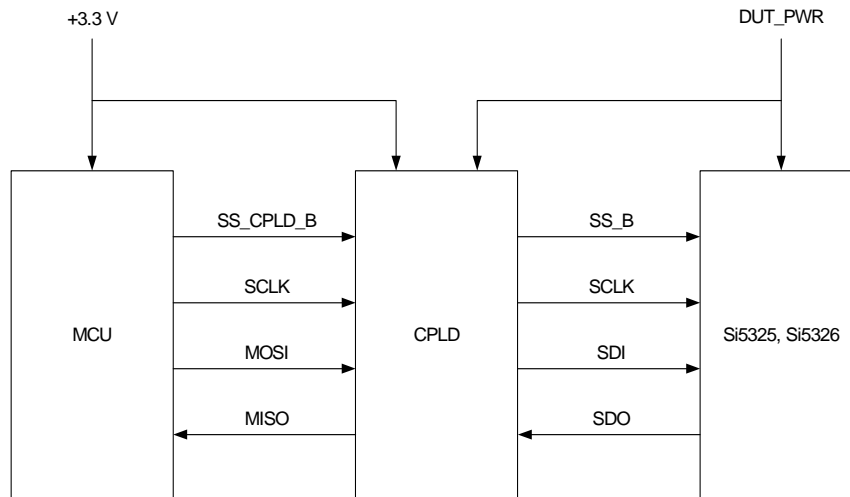 +3.3 V
DUT_PWR
SS_CPLD_B
SS_B
SCLK
SCLK
MCU
CPLD
Si5325, Si5326
MOSI
SDI
MISO
SDO